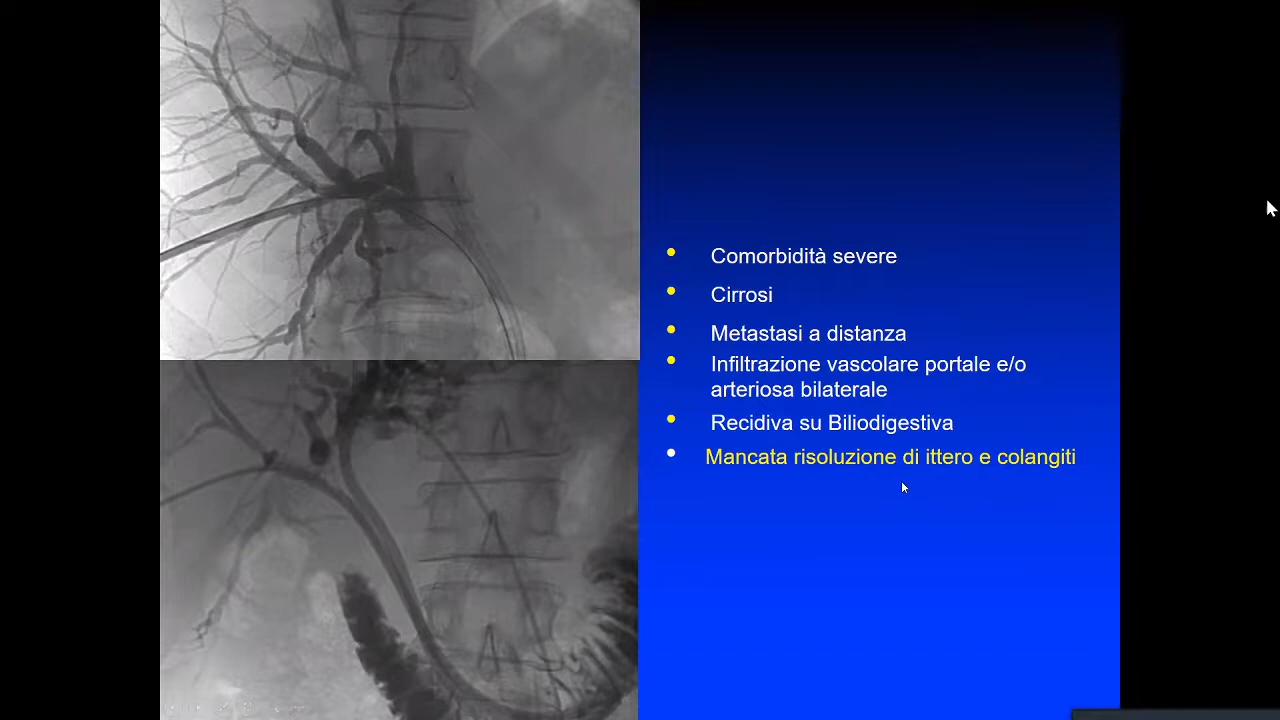 Comorbidità severe
Cirrosi
Metastasi a distanza
Infiltrazione vascolare portale e/o
arteriosa bilaterale
Recidiva su Biliodigestiva
Mancata risoluzione di ittero e colangiti